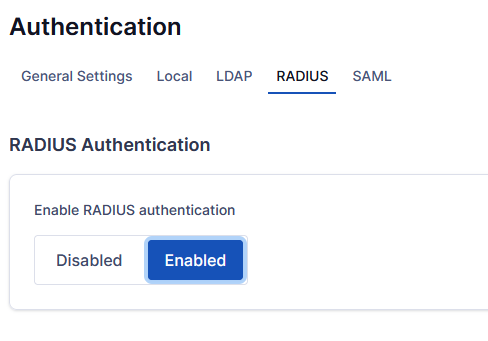 Authentication
General Settings Local LDAP RADIUS SAML
RADIUS Authentication
Enable RADIUS authentication
Disabled Enabled